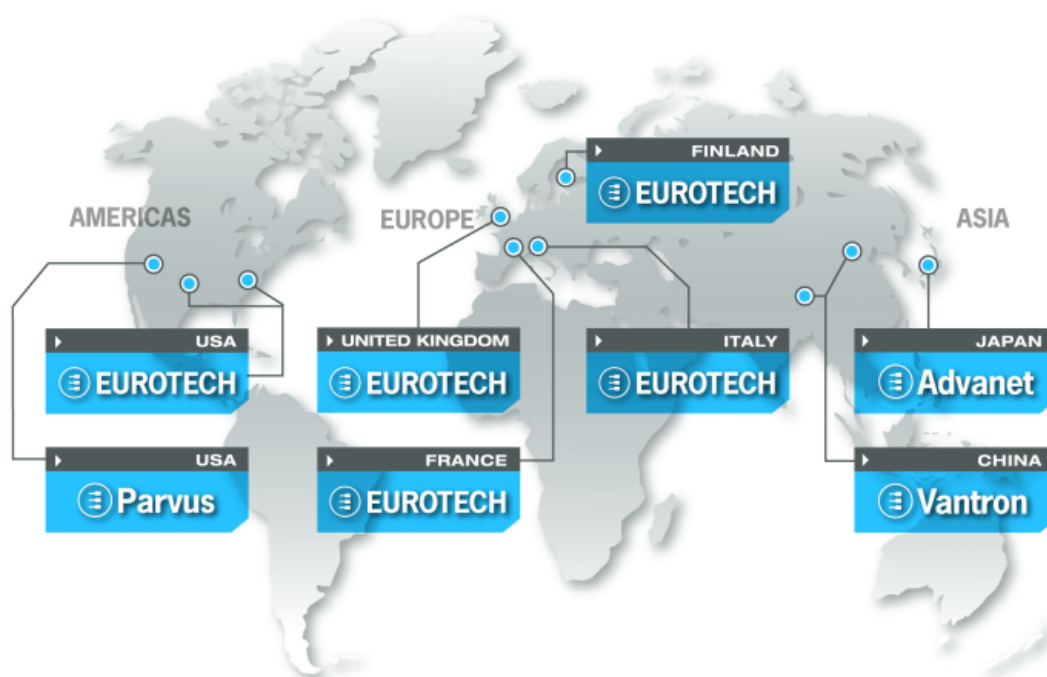 FINLAND
EUROTECH
AMERICAS
EUROPE
ASIA
USA
EUROTECH
UNITED KINGDOM
EUROTECH
ITALY
EUROTECH
JAPAN
Advanet
USA
Parvus
FRANCE
EUROTECH
CHINA
Vantron